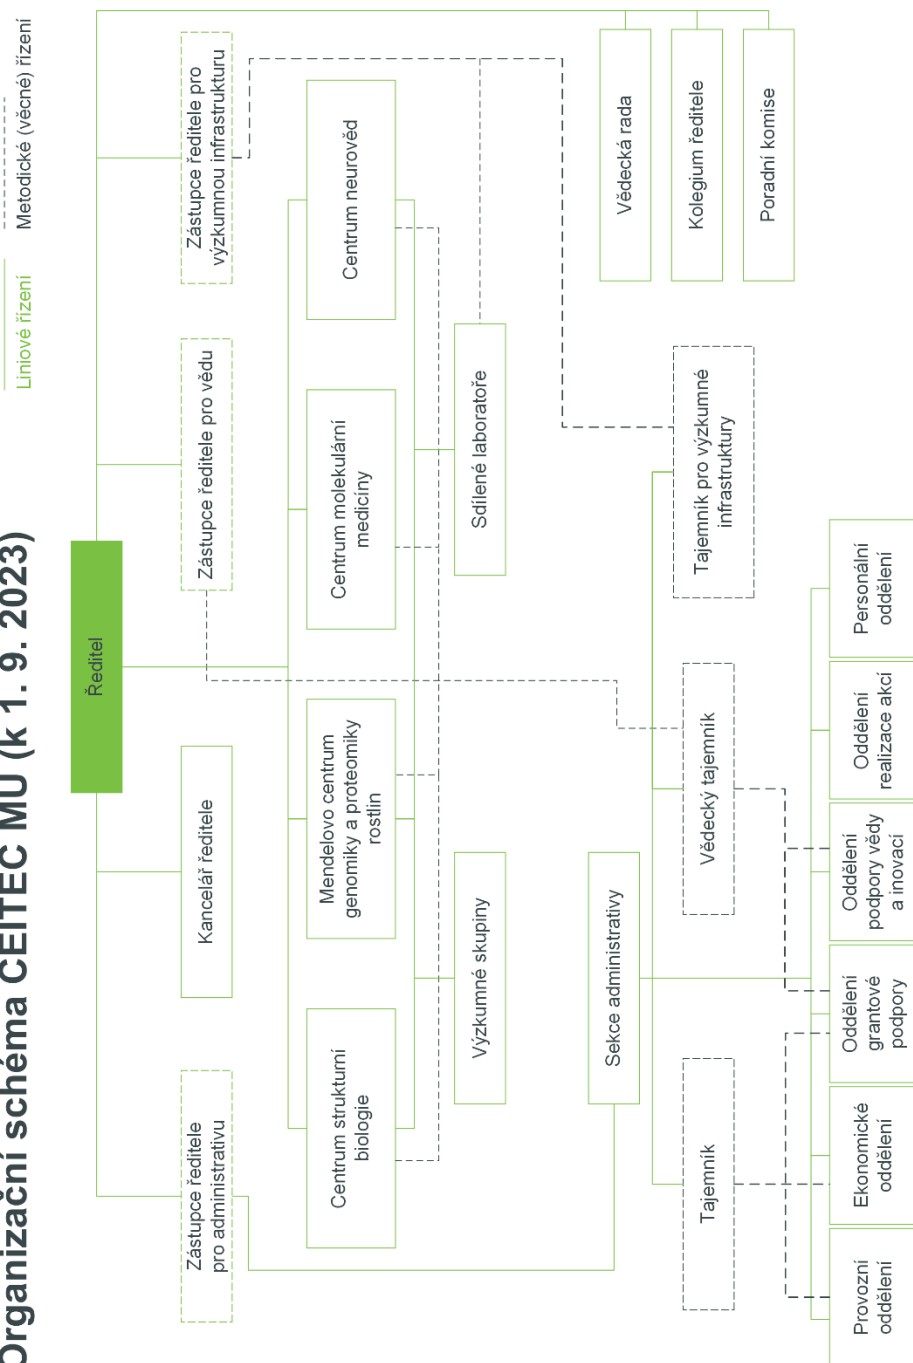 Organizační schéma CEITEC MU (k 1. 9. 2023)
Liniové řízení
Metodické (věcné) řízení
Ředitel
Zástupce ředitele
pro administrativu
Kancelář ředitele
Zástupce ředitele pro vědu
Zástupce ředitele pro
výzkumnou infrastrukturu
Centrum strukturní
biologie
Mendelovo centrum
genomiky a proteomiky
rostlin
Centrum molekulární
medicíny
Centrum neurověd
Výzkumné skupiny
Sdílené laboratoře
Sekce administrativy
Vědecká rada
Kolegium ředitele
Poradní komise
Tajemník
Vědecký tajemník
Tajemník pro výzkumné
infrastruktury
Provozní
oddělení
Ekonomické
oddělení
Oddělení
grantové
podpory
Oddělení
podpory vědy
a inovací
Oddělení
realizace akcí
Personální
oddělení